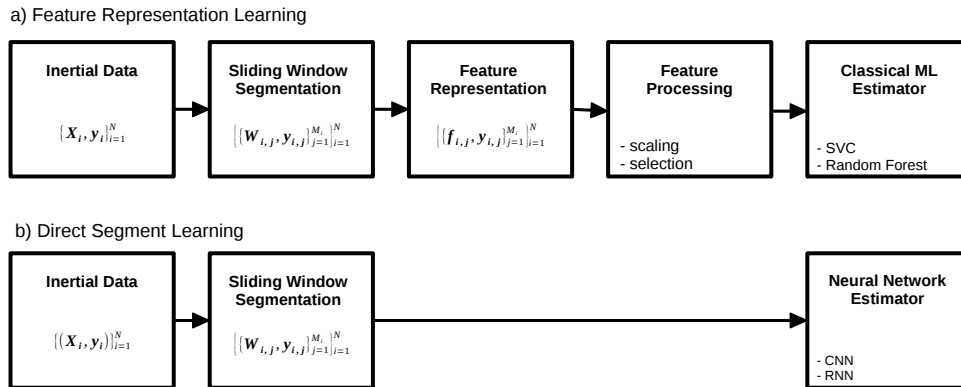 a) Feature Representation Learning
Inertial Data
{X_i, y_i}_{i=1}^N
Sliding Window
Segmentation
{{W_{i,j}, y_{i,j}}_{j=1}^{M_i}}_{i=1}^N
Feature
Representation
{{f_{i,j}, y_{i,j}}_{j=1}^{M_i}}_{i=1}^N
Feature
Processing
- scaling
- selection
Classical ML
Estimator
- SVC
- Random Forest
b) Direct Segment Learning
Inertial Data
{(X_i, y_i)}_{i=1}^N
Sliding Window
Segmentation
{{W_{i,j}, y_{i,j}}_{j=1}^{M_i}}_{i=1}^N
Neural Network
Estimator
- CNN
- RNN